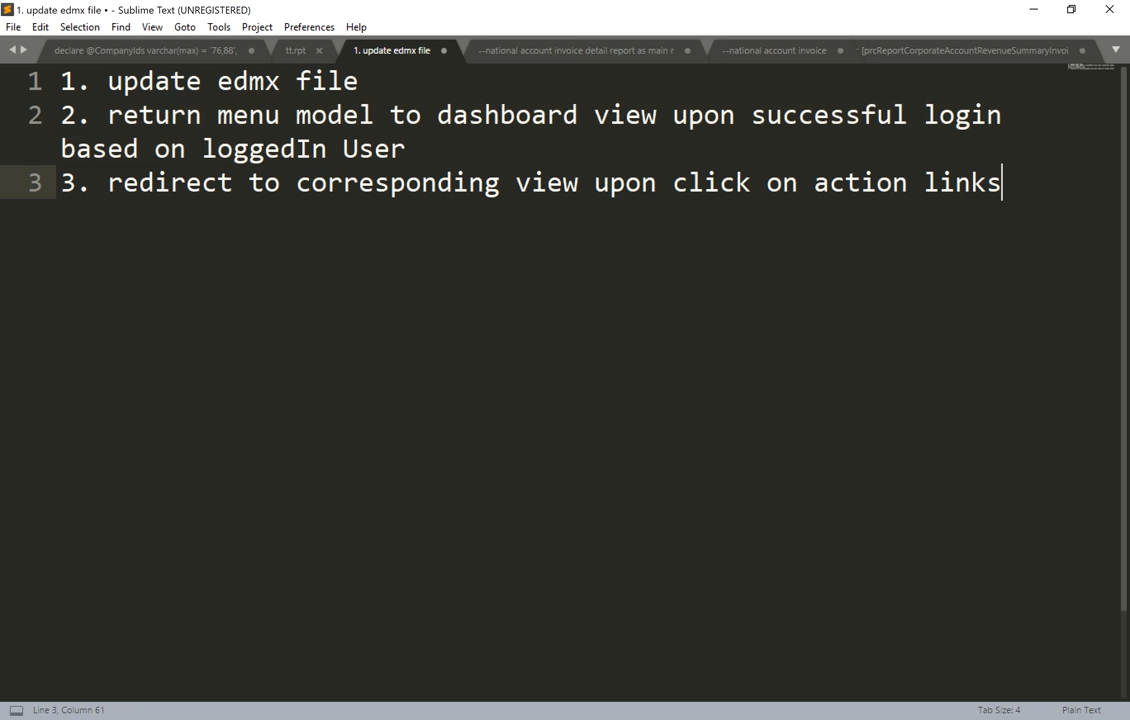 1. update edmx file • - Sublime Text (UNREGISTERED)
File Edit Selection Find View Goto Tools Project Preferences Help
declare @CompanyIds varchar(max) = '76,88', tt.rpt 1. update edmx file --national account invoice detail report as main r --national account invoice [prcReportCorporateAccountRevenueSummaryInvoi
1 1. update edmx file
2 2. return menu model to dashboard view upon successful login
based on loggedIn User
3 3. redirect to corresponding view upon click on action links
Line 3, Column 61 Tab Size: 4 Plain Text